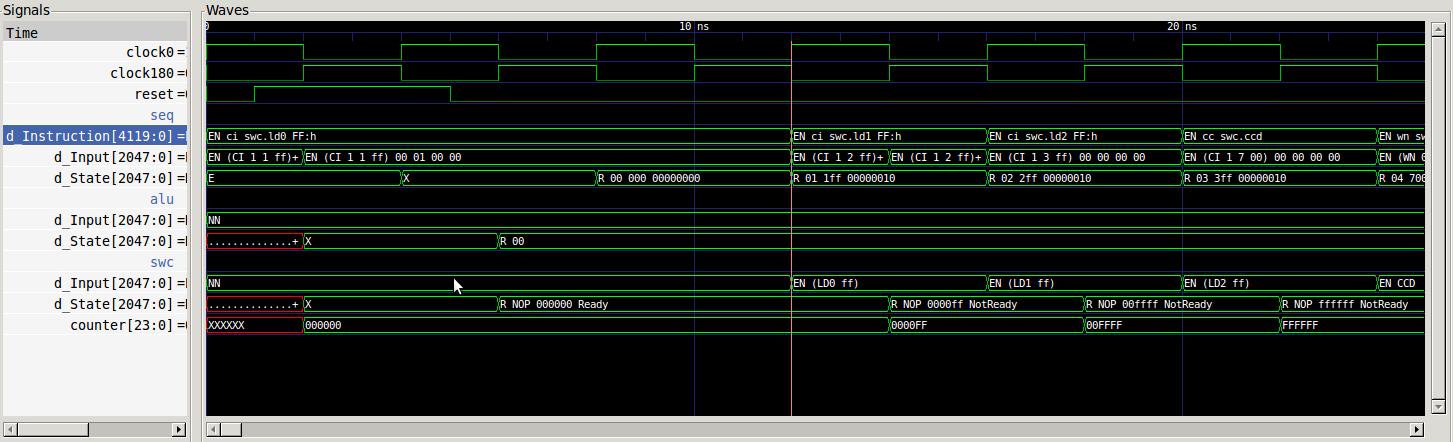 Signals
Waves
Time
10 ns
20 ns
clock0
clock180
reset
seq
d_Instruction[4119:0] EN ci swc.ld0 FF:h EN ci swc.ld1 FF:h EN ci swc.ld2 FF:h EN cc swc.ccd EN wn sw
d_Input[2047:0] EN (CI 1 1 ff)+ EN (CI 1 1 ff) 00 01 00 00 EN (CI 1 2 ff)+ EN (CI 1 2 ff)+ EN (CI 1 3 ff) 00 00 00 00 EN (CI 1 7 00) 00 00 00 00 EN (WN
d_State[2047:0] E X R 00 000 00000000 R 01 1ff 00000010 R 02 2ff 00000010 R 03 3ff 00000010 R 04 700
alu
d_Input[2047:0] NN
d_State[2047:0] ..............+ X R 00
swc
d_Input[2047:0] NN EN (LD0 ff) EN (LD1 ff) EN (LD2 ff) EN CCD
d_State[2047:0] ..............+ X R NOP 000000 Ready R NOP 0000ff NotReady R NOP 00ffff NotReady R NOP ffffff NotReady
counter[23:0] XXXXXX 000000 0000FF 00FFFF FFFFFF